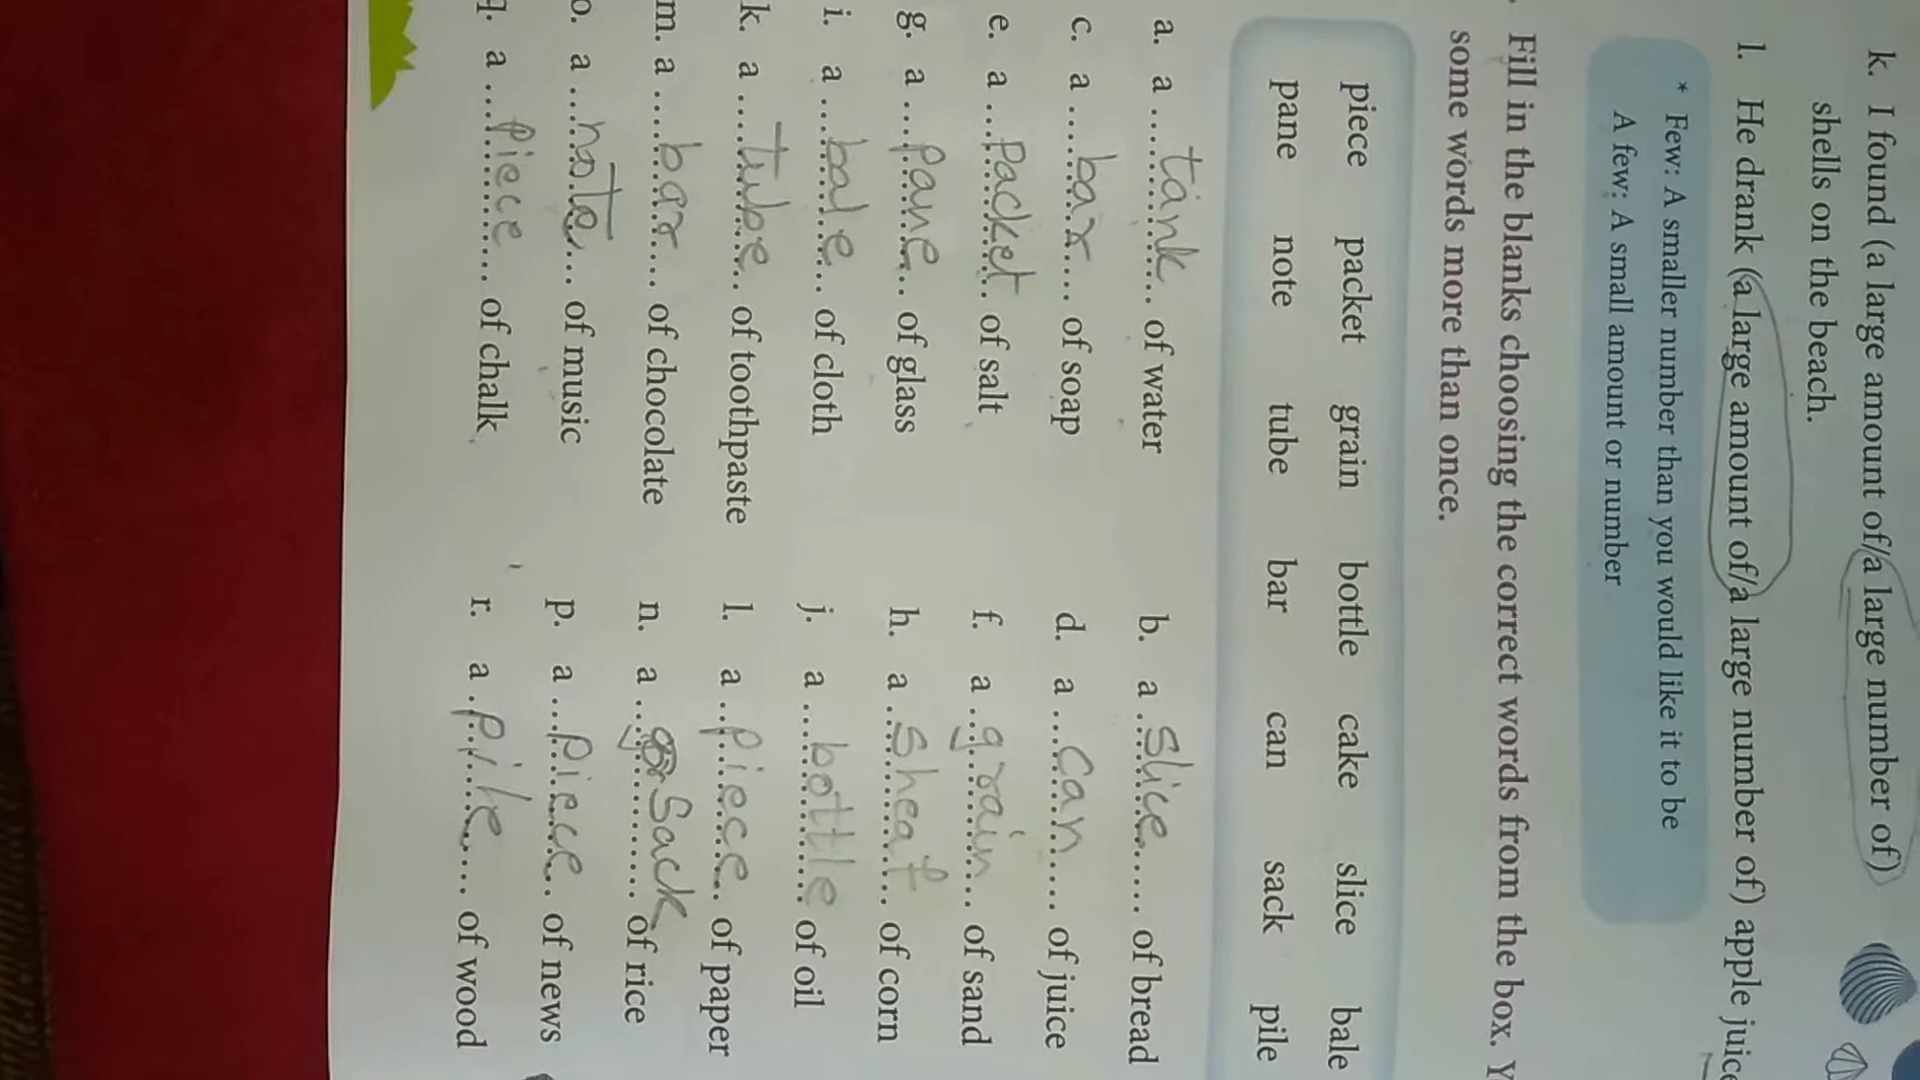 k. I found (a large amount of/a large number of)
shells on the beach.
l. He drank (a large amount of/a large number of) apple juice
* Few: A smaller number than you would like it to be
A few: A small amount or number
Fill in the blanks choosing the correct words from the box. Y
some words more than once.
piece packet grain bottle cake slice bale
pane note tube bar can sack pile
a. a ...tank... of water b. a ...slice... of bread
c. a ...bar... of soap d. a ...can... of juice
e. a ...packet... of salt f. a ...grain... of sand
g. a ...pane... of glass h. a ...sheaf... of corn
i. a ...bale... of cloth j. a ...bottle... of oil
k. a ...tube... of toothpaste l. a ...piece... of paper
m. a ...bar... of chocolate n. a ...Sack... of rice
o. a ...note... of music p. a ...piece... of news
q. a ...piece... of chalk r. a ...pile... of wood